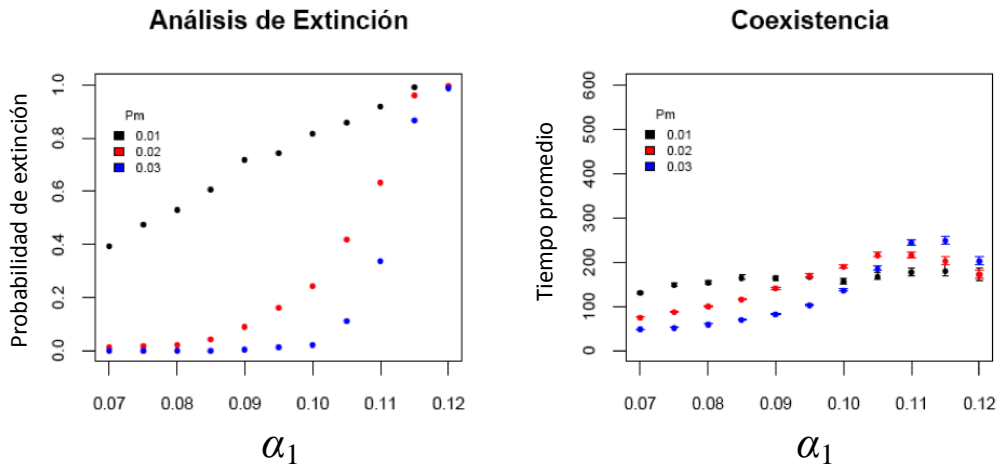 Análisis de Extinción
Probabilidad de extinción
1.0
0.8
0.6
0.4
0.2
0.0
Pm
0.01
0.02
0.03
0.07 0.08 0.09 0.10 0.11 0.12
α1
Coexistencia
Tiempo promedio
600
500
400
300
200
100
0
Pm
0.01
0.02
0.03
0.07 0.08 0.09 0.10 0.11 0.12
α1